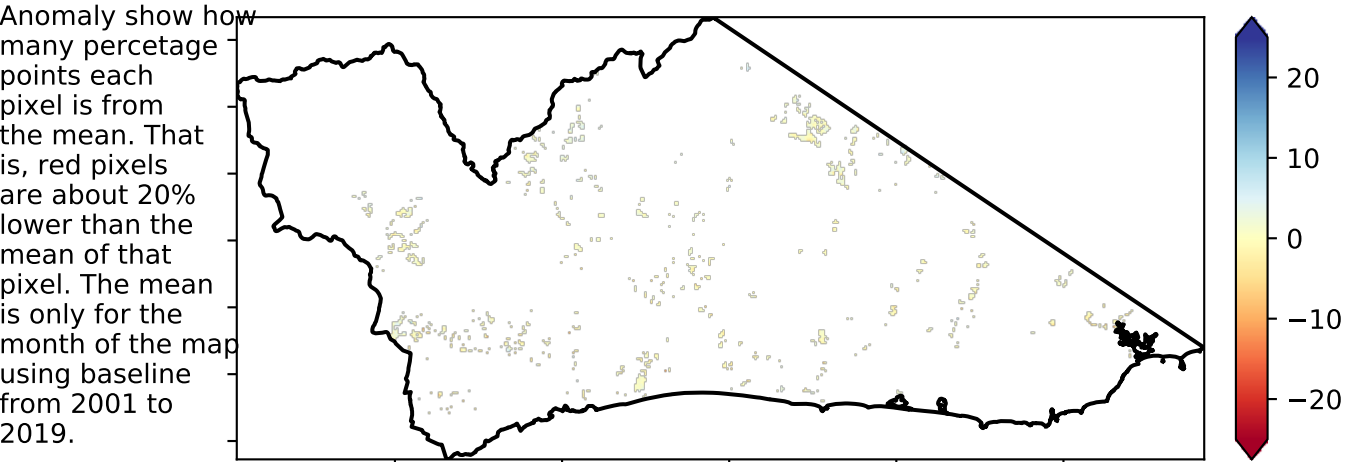 Anomaly show how
many percetage
points each
pixel is from
the mean. That
is, red pixels
are about 20%
lower than the
mean of that
pixel. The mean
is only for the
month of the map
using baseline
from 2001 to
2019.
20
10
0
−10
−20